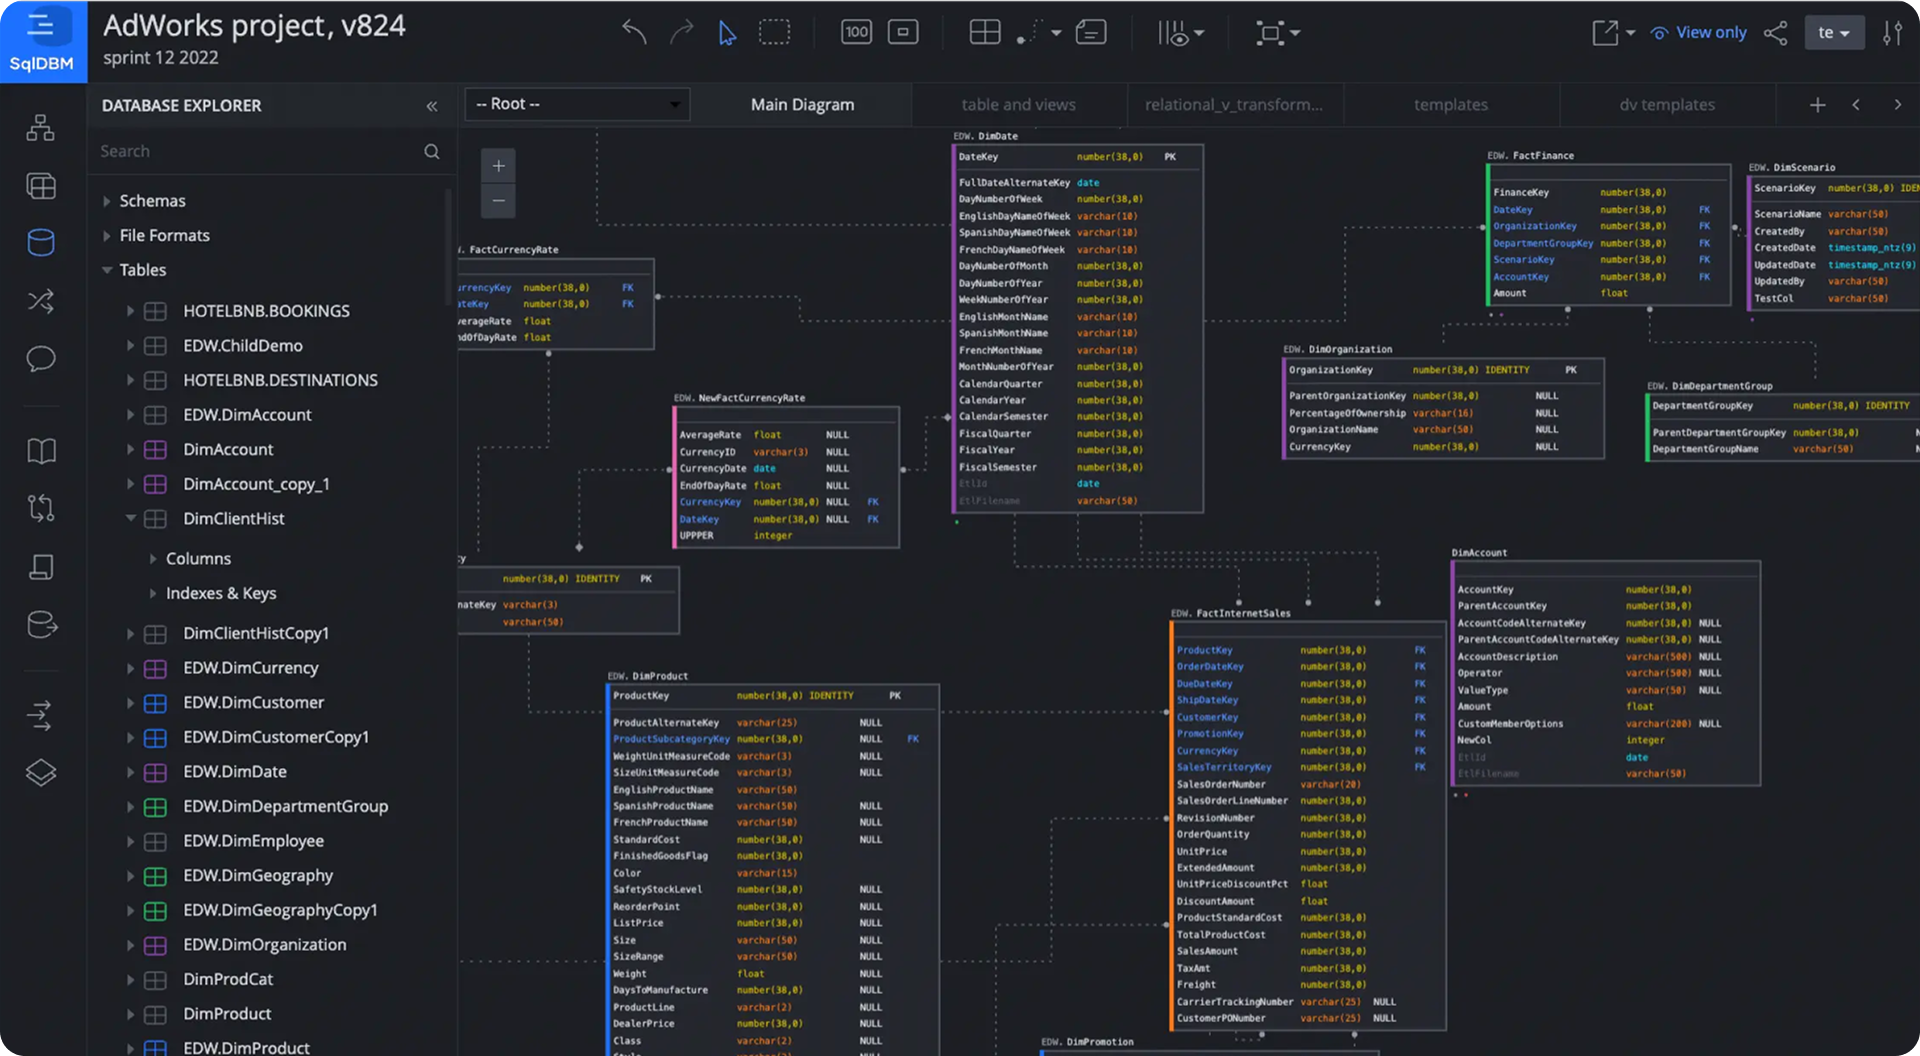 SqlDBM
AdWorks project, v824
sprint 12 2022
100
View only
te
DATABASE EXPLORER
-- Root --
Main Diagram
table and views
relational_v_transform...
templates
dv templates
Search
Schemas
File Formats
Tables
HOTELBNB.BOOKINGS
EDW.ChildDemo
HOTELBNB.DESTINATIONS
EDW.DimAccount
DimAccount
DimAccount_copy_1
DimClientHist
Columns
Indexes & Keys
DimClientHistCopy1
EDW.DimCurrency
EDW.DimCustomer
EDW.DimCustomerCopy1
EDW.DimDate
EDW.DimDepartmentGroup
EDW.DimEmployee
EDW.DimGeography
EDW.DimGeographyCopy1
EDW.DimOrganization
DimProdCat
DimProduct
EDW.DimProduct
FactCurrencyRate
urrencyKey number(38,0) FK
ateKey number(38,0) FK
verageRate float
ndOfDayRate float
EDW. NewFactCurrencyRate
AverageRate float NULL
CurrencyID varchar(3) NULL
CurrencyDate date NULL
EndOfDayRate float NULL
CurrencyKey number(38,0) NULL FK
DateKey number(38,0) NULL FK
UPPPER integer
cy
number(38,0) IDENTITY PK
nateKey varchar(3)
varchar(50)
EDW. DimDate
DateKey number(38,0) PK
FullDateAlternateKey date
DayNumberOfWeek number(38,0)
EnglishDayNameOfWeek varchar(10)
SpanishDayNameOfWeek varchar(10)
FrenchDayNameOfWeek varchar(10)
DayNumberOfMonth number(38,0)
DayNumberOfYear number(38,0)
WeekNumberOfYear number(38,0)
EnglishMonthName varchar(10)
SpanishMonthName varchar(10)
FrenchMonthName varchar(10)
MonthNumberOfYear number(38,0)
CalendarQuarter number(38,0)
CalendarYear number(38,0)
CalendarSemester number(38,0)
FiscalQuarter number(38,0)
FiscalYear number(38,0)
FiscalSemester number(38,0)
EtlId date
EtlFilename varchar(50)
EDW. FactFinance
FinanceKey number(38,0)
DateKey number(38,0) FK
OrganizationKey number(38,0) FK
DepartmentGroupKey number(38,0) FK
ScenarioKey number(38,0) FK
AccountKey number(38,0) FK
Amount float
EDW. DimScenario
ScenarioKey number(38,0) IDEN
ScenarioName varchar(50)
CreatedBy varchar(50)
CreatedDate timestamp_ntz(9)
UpdatedDate timestamp_ntz(9)
UpdatedBy varchar(50)
TestCol varchar(50)
EDW. DimOrganization
OrganizationKey number(38,0) IDENTITY PK
ParentOrganizationKey number(38,0) NULL
PercentageOfOwnership varchar(16) NULL
OrganizationName varchar(50) NULL
CurrencyKey number(38,0) NULL
EDW. DimDepartmentGroup
DepartmentGroupKey number(38,0) IDENTITY
ParentDepartmentGroupKey number(38,0) N
DepartmentGroupName varchar(50) N
EDW. DimProduct
ProductKey number(38,0) IDENTITY PK
ProductAlternateKey varchar(25) NULL
ProductSubcategoryKey number(38,0) NULL FK
WeightUnitMeasureCode varchar(3) NULL
SizeUnitMeasureCode varchar(3) NULL
EnglishProductName varchar(50)
SpanishProductName varchar(50) NULL
FrenchProductName varchar(50) NULL
StandardCost number(38,0) NULL
FinishedGoodsFlag number(38,0)
Color varchar(15)
SafetyStockLevel number(38,0) NULL
ReorderPoint number(38,0) NULL
ListPrice number(38,0) NULL
Size varchar(50) NULL
SizeRange varchar(50) NULL
Weight float NULL
DaysToManufacture number(38,0) NULL
ProductLine varchar(2) NULL
DealerPrice number(38,0) NULL
Class varchar(2) NULL
EDW. FactInternetSales
ProductKey number(38,0) FK
OrderDateKey number(38,0) FK
DueDateKey number(38,0) FK
ShipDateKey number(38,0) FK
CustomerKey number(38,0) FK
PromotionKey number(38,0) FK
CurrencyKey number(38,0) FK
SalesTerritoryKey number(38,0) FK
SalesOrderNumber varchar(20)
SalesOrderLineNumber number(38,0)
RevisionNumber number(38,0)
OrderQuantity number(38,0)
UnitPrice number(38,0)
ExtendedAmount number(38,0)
UnitPriceDiscountPct float
DiscountAmount float
ProductStandardCost number(38,0)
TotalProductCost number(38,0)
SalesAmount number(38,0)
TaxAmt number(38,0)
Freight number(38,0)
CarrierTrackingNumber varchar(25) NULL
CustomerPONumber varchar(25) NULL
DimAccount
AccountKey number(38,0)
ParentAccountKey number(38,0)
AccountCodeAlternateKey number(38,0) NULL
ParentAccountCodeAlternateKey number(38,0) NULL
AccountDescription varchar(500) NULL
Operator varchar(500) NULL
ValueType varchar(50) NULL
Amount float
CustomMemberOptions varchar(200) NULL
NewCol integer
EtlId date
EtlFilename varchar(50)
EDW. DimPromotion